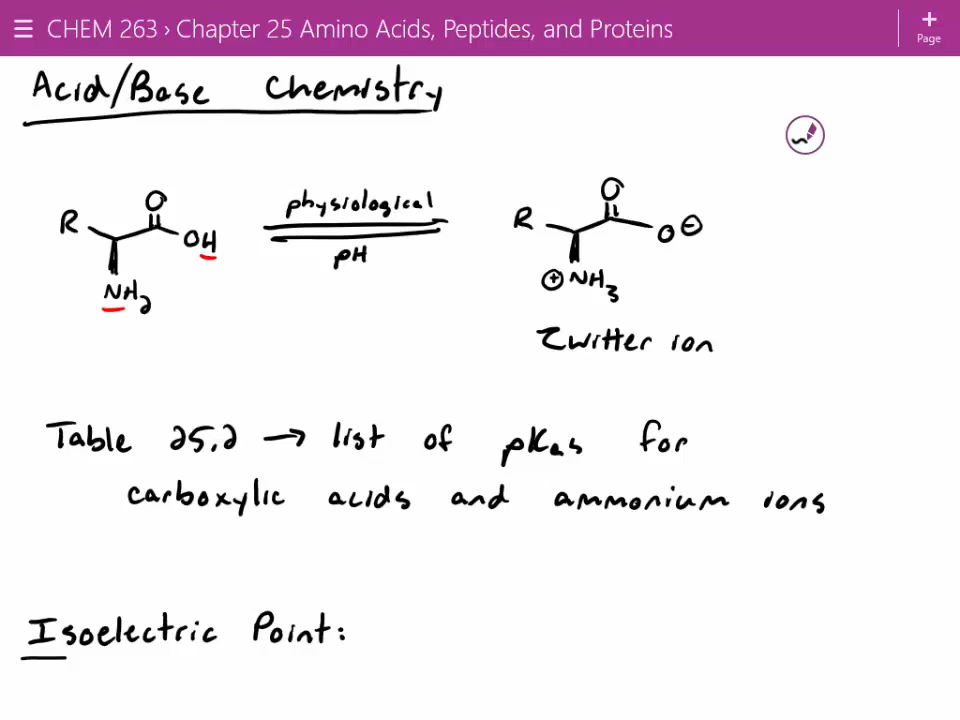 ☰ CHEM 263 › Chapter 25 Amino Acids, Peptides, and Proteins
+
Page
Acid/Base Chemistry
O
R
OH
NH2
physiological
pH
O
R
O ⊖
⊕ NH3
Zwitter ion
Table 25.2 → list of pKas for
carboxylic acids and ammonium ions
Isoelectric Point: